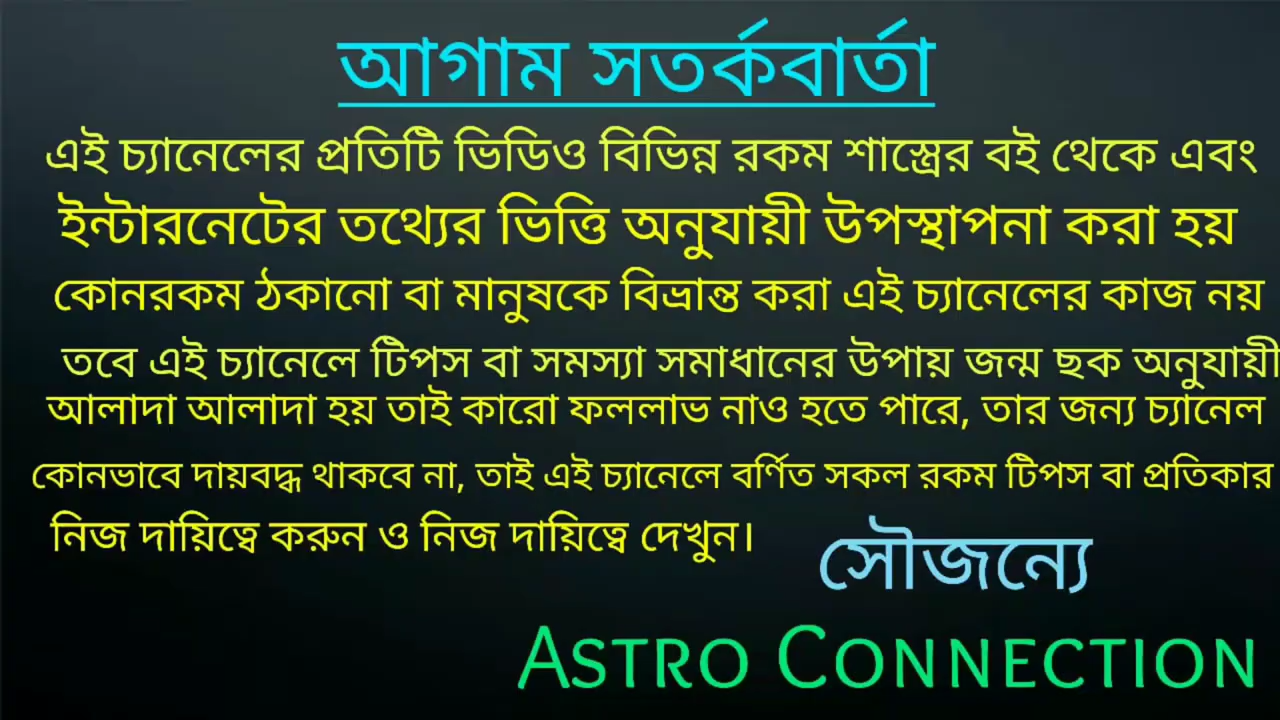 আগাম সতর্কবার্তা
এই চ্যানেলের প্রতিটি ভিডিও বিভিন্ন রকম শাস্ত্রের বই থেকে এবং
ইন্টারনেটের তথ্যের ভিত্তি অনুযায়ী উপস্থাপনা করা হয়
কোনরকম ঠকানো বা মানুষকে বিভ্রান্ত করা এই চ্যানেলের কাজ নয়
তবে এই চ্যানেলে টিপস বা সমস্যা সমাধানের উপায় জন্ম ছক অনুযায়ী
আলাদা আলাদা হয় তাই কারো ফললাভ নাও হতে পারে, তার জন্য চ্যানেল
কোনভাবে দায়বদ্ধ থাকবে না, তাই এই চ্যানেলে বর্ণিত সকল রকম টিপস বা প্রতিকার
নিজ দায়িত্বে করুন ও নিজ দায়িত্বে দেখুন।
সৌজন্যে
ASTRO CONNECTION